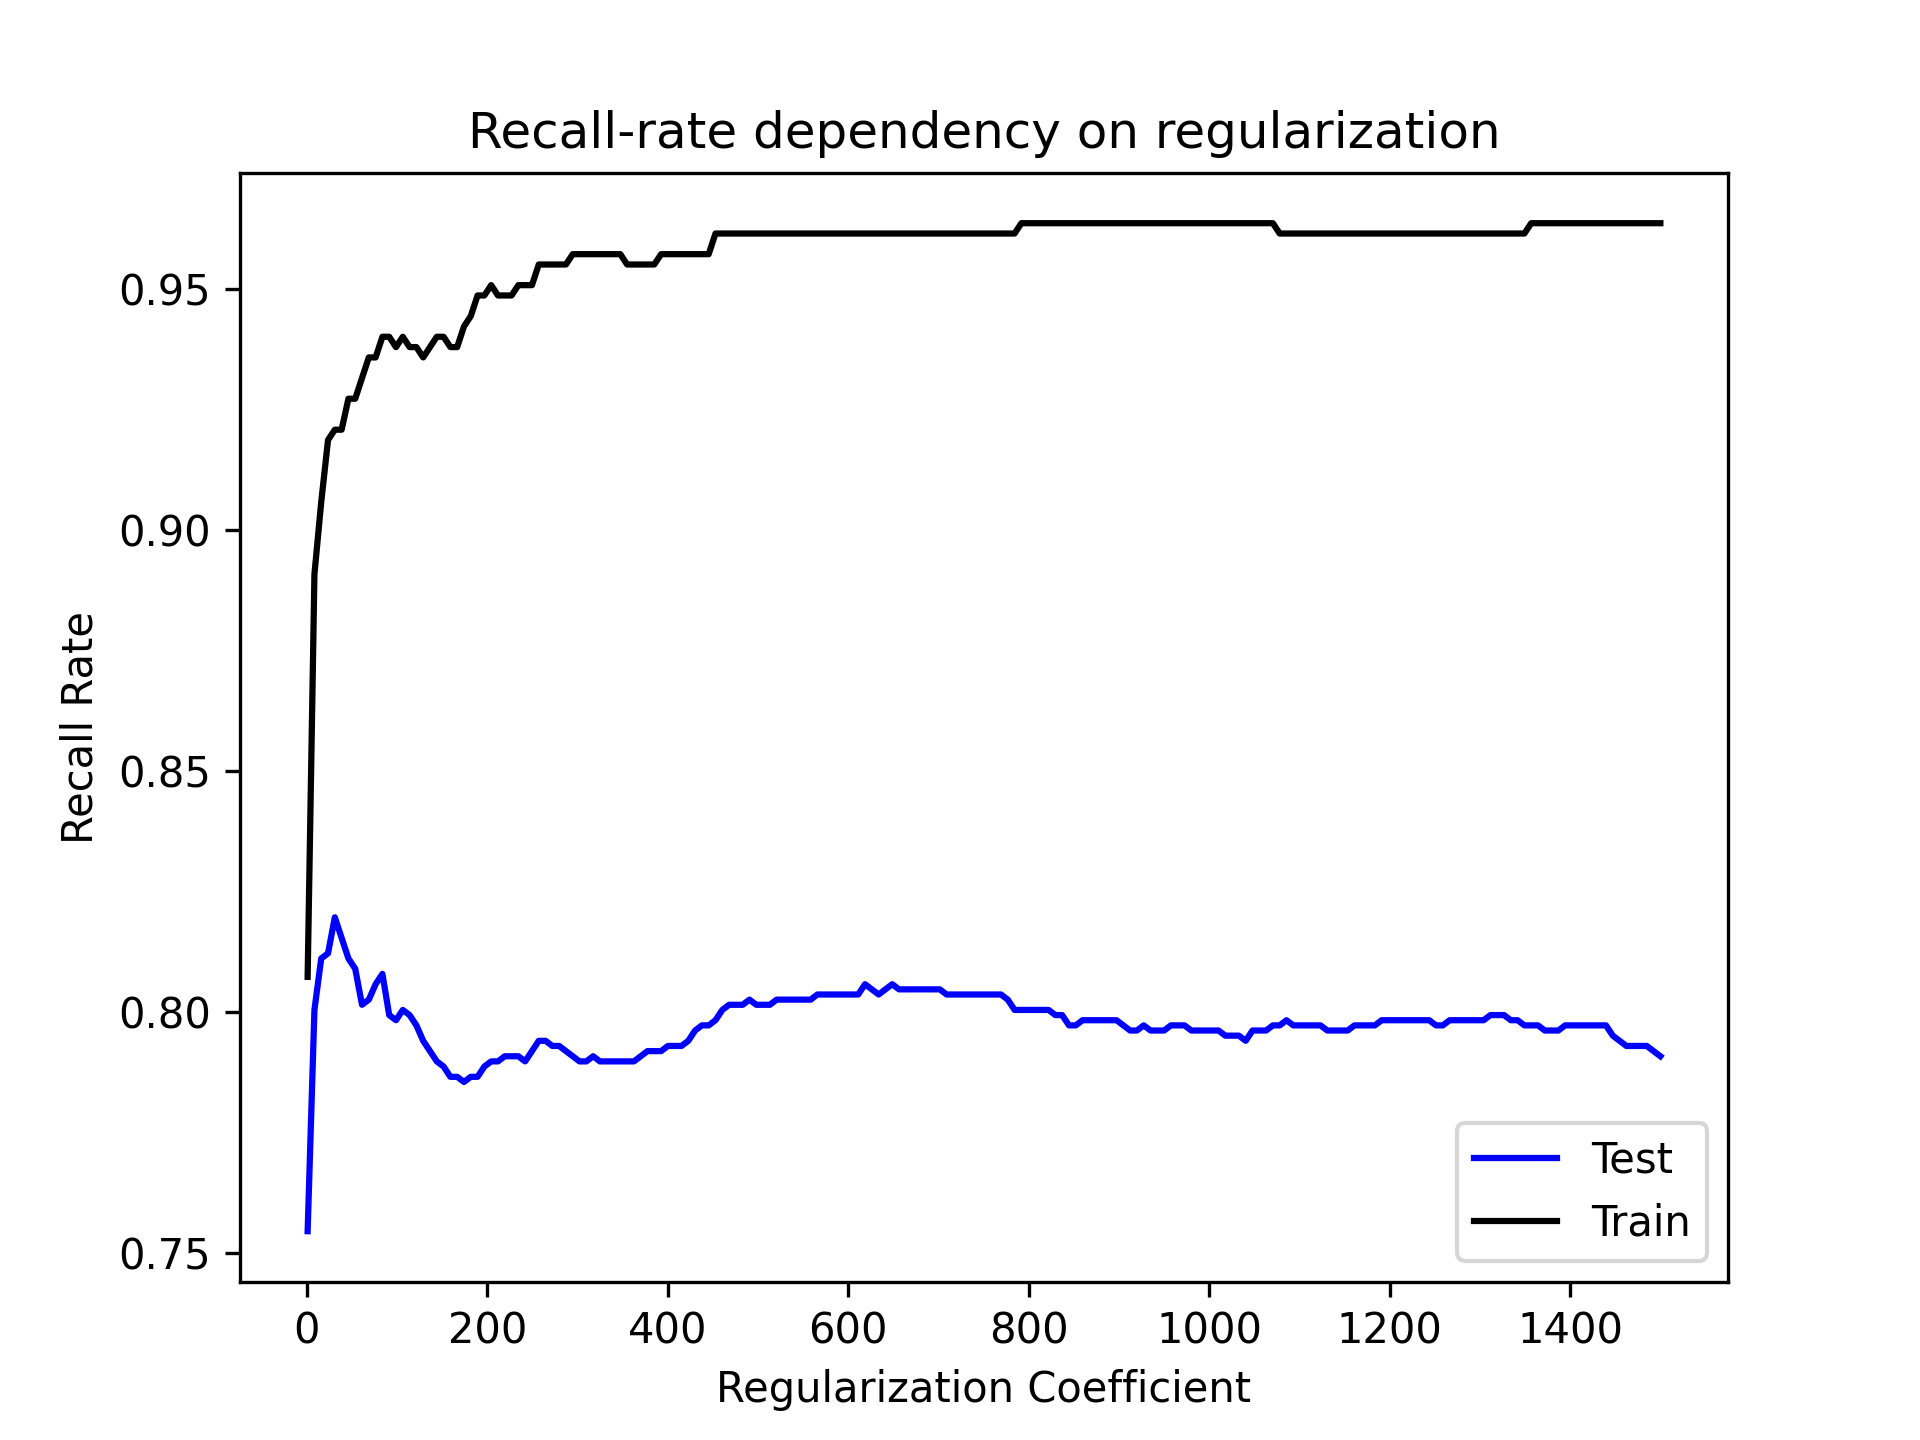 Recall-rate dependency on regularization
Recall Rate
0.95
0.90
0.85
0.80
0.75
0 200 400 600 800 1000 1200 1400
Regularization Coefficient
Test
Train